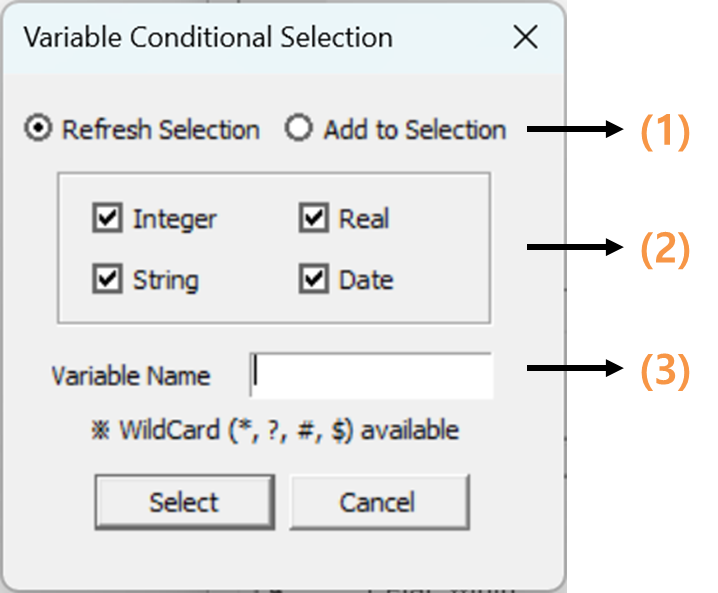 Variable Conditional Selection
Refresh Selection Add to Selection (1)
Integer Real
(2)
String Date
Variable Name (3)
※ WildCard (*, ?, #, $) available
Select Cancel